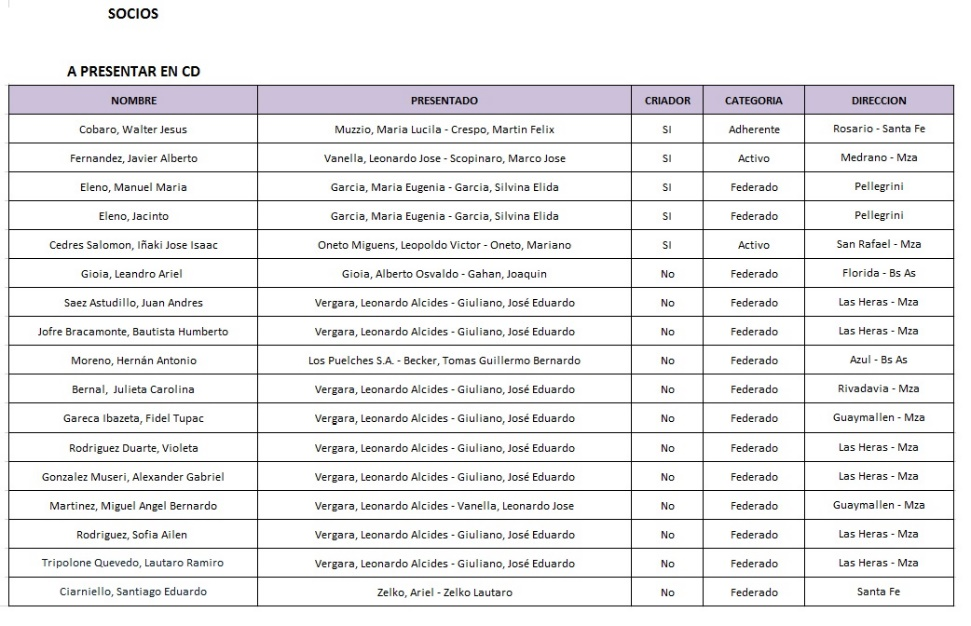 SOCIOS
A PRESENTAR EN CD
NOMBRE PRESENTADO CRIADOR CATEGORIA DIRECCION
Cobaro, Walter Jesus Muzzio, Maria Lucila - Crespo, Martin Felix SI Adherente Rosario - Santa Fe
Fernandez, Javier Alberto Vanella, Leonardo Jose - Scopinaro, Marco Jose SI Activo Medrano - Mza
Eleno, Manuel Maria Garcia, Maria Eugenia - Garcia, Silvina Elida SI Federado Pellegrini
Eleno, Jacinto Garcia, Maria Eugenia - Garcia, Silvina Elida SI Federado Pellegrini
Cedres Salomon, Iñaki Jose Isaac Oneto Miguens, Leopoldo Victor - Oneto, Mariano SI Activo San Rafael - Mza
Gioia, Leandro Ariel Gioia, Alberto Osvaldo - Gahan, Joaquin No Federado Florida - Bs As
Saez Astudillo, Juan Andres Vergara, Leonardo Alcides - Giuliano, José Eduardo No Federado Las Heras - Mza
Jofre Bracamonte, Bautista Humberto Vergara, Leonardo Alcides - Giuliano, José Eduardo No Federado Las Heras - Mza
Moreno, Hernán Antonio Los Puelches S.A. - Becker, Tomas Guillermo Bernardo No Federado Azul - Bs As
Bernal, Julieta Carolina Vergara, Leonardo Alcides - Giuliano, José Eduardo No Federado Rivadavia - Mza
Gareca Ibazeta, Fidel Tupac Vergara, Leonardo Alcides - Giuliano, José Eduardo No Federado Guaymallen - Mza
Rodriguez Duarte, Violeta Vergara, Leonardo Alcides - Giuliano, José Eduardo No Federado Las Heras - Mza
Gonzalez Museri, Alexander Gabriel Vergara, Leonardo Alcides - Giuliano, José Eduardo No Federado Las Heras - Mza
Martinez, Miguel Angel Bernardo Vergara, Leonardo Alcides - Vanella, Leonardo Jose No Federado Guaymallen - Mza
Rodriguez, Sofia Ailen Vergara, Leonardo Alcides - Giuliano, José Eduardo No Federado Las Heras - Mza
Tripolone Quevedo, Lautaro Ramiro Vergara, Leonardo Alcides - Giuliano, José Eduardo No Federado Las Heras - Mza
Ciarniello, Santiago Eduardo Zelko, Ariel - Zelko Lautaro No Federado Santa Fe